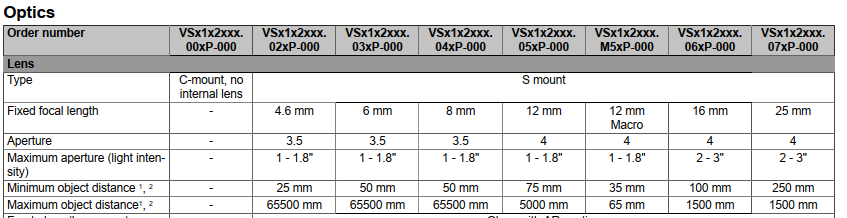 Optics
Order number VSx1x2xxx. VSx1x2xxx. VSx1x2xxx. VSx1x2xxx. VSx1x2xxx. VSx1x2xxx. VSx1x2xxx. VSx1x2xxx.
00xP-000 02xP-000 03xP-000 04xP-000 05xP-000 M5xP-000 06xP-000 07xP-000
Lens
Type C-mount, no S mount
internal lens
Fixed focal length - 4.6 mm 6 mm 8 mm 12 mm 12 mm 16 mm 25 mm
Macro
Aperture - 3.5 3.5 3.5 4 4 4 4
Maximum aperture (light inten- - 1 - 1.8" 1 - 1.8" 1 - 1.8" 1 - 1.8" 1 - 1.8" 2 - 3" 2 - 3"
sity)
Minimum object distance ¹, ² - 25 mm 50 mm 50 mm 75 mm 35 mm 100 mm 250 mm
Maximum object distance¹, ² - 65500 mm 65500 mm 65500 mm 5000 mm 65 mm 1500 mm 1500 mm